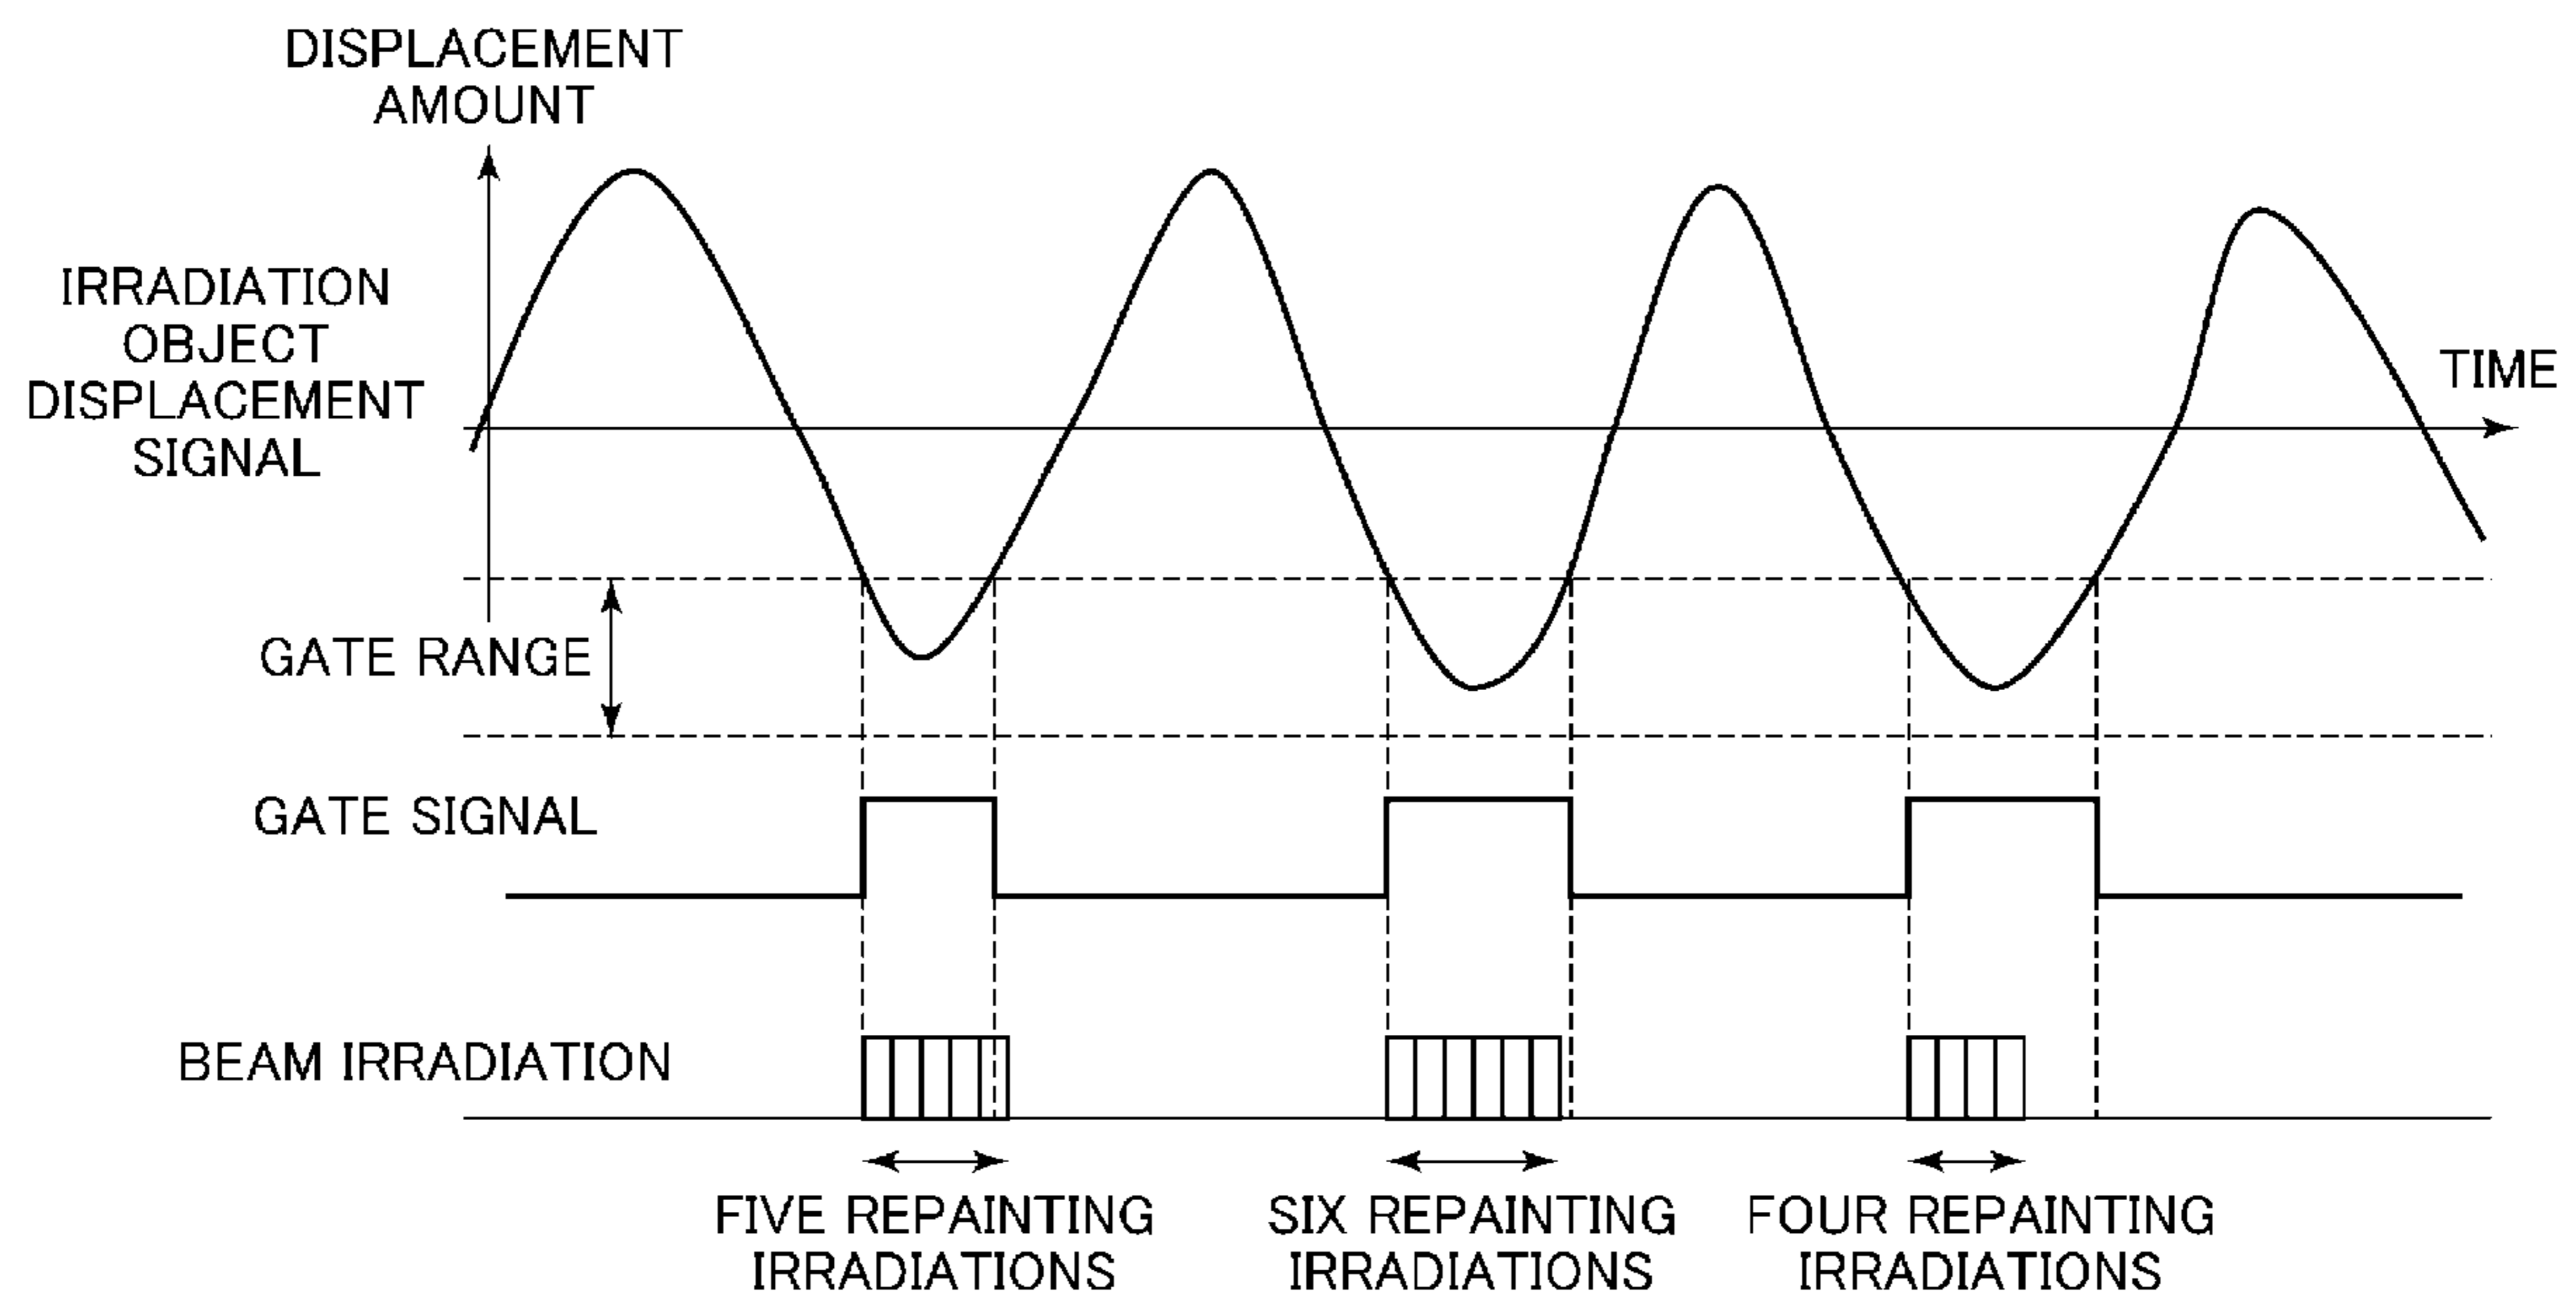 DISPLACEMENT
AMOUNT
IRRADIATION
OBJECT
DISPLACEMENT
SIGNAL
TIME
GATE RANGE
GATE SIGNAL
BEAM IRRADIATION
FIVE REPAINTING
IRRADIATIONS
SIX REPAINTING
IRRADIATIONS
FOUR REPAINTING
IRRADIATIONS